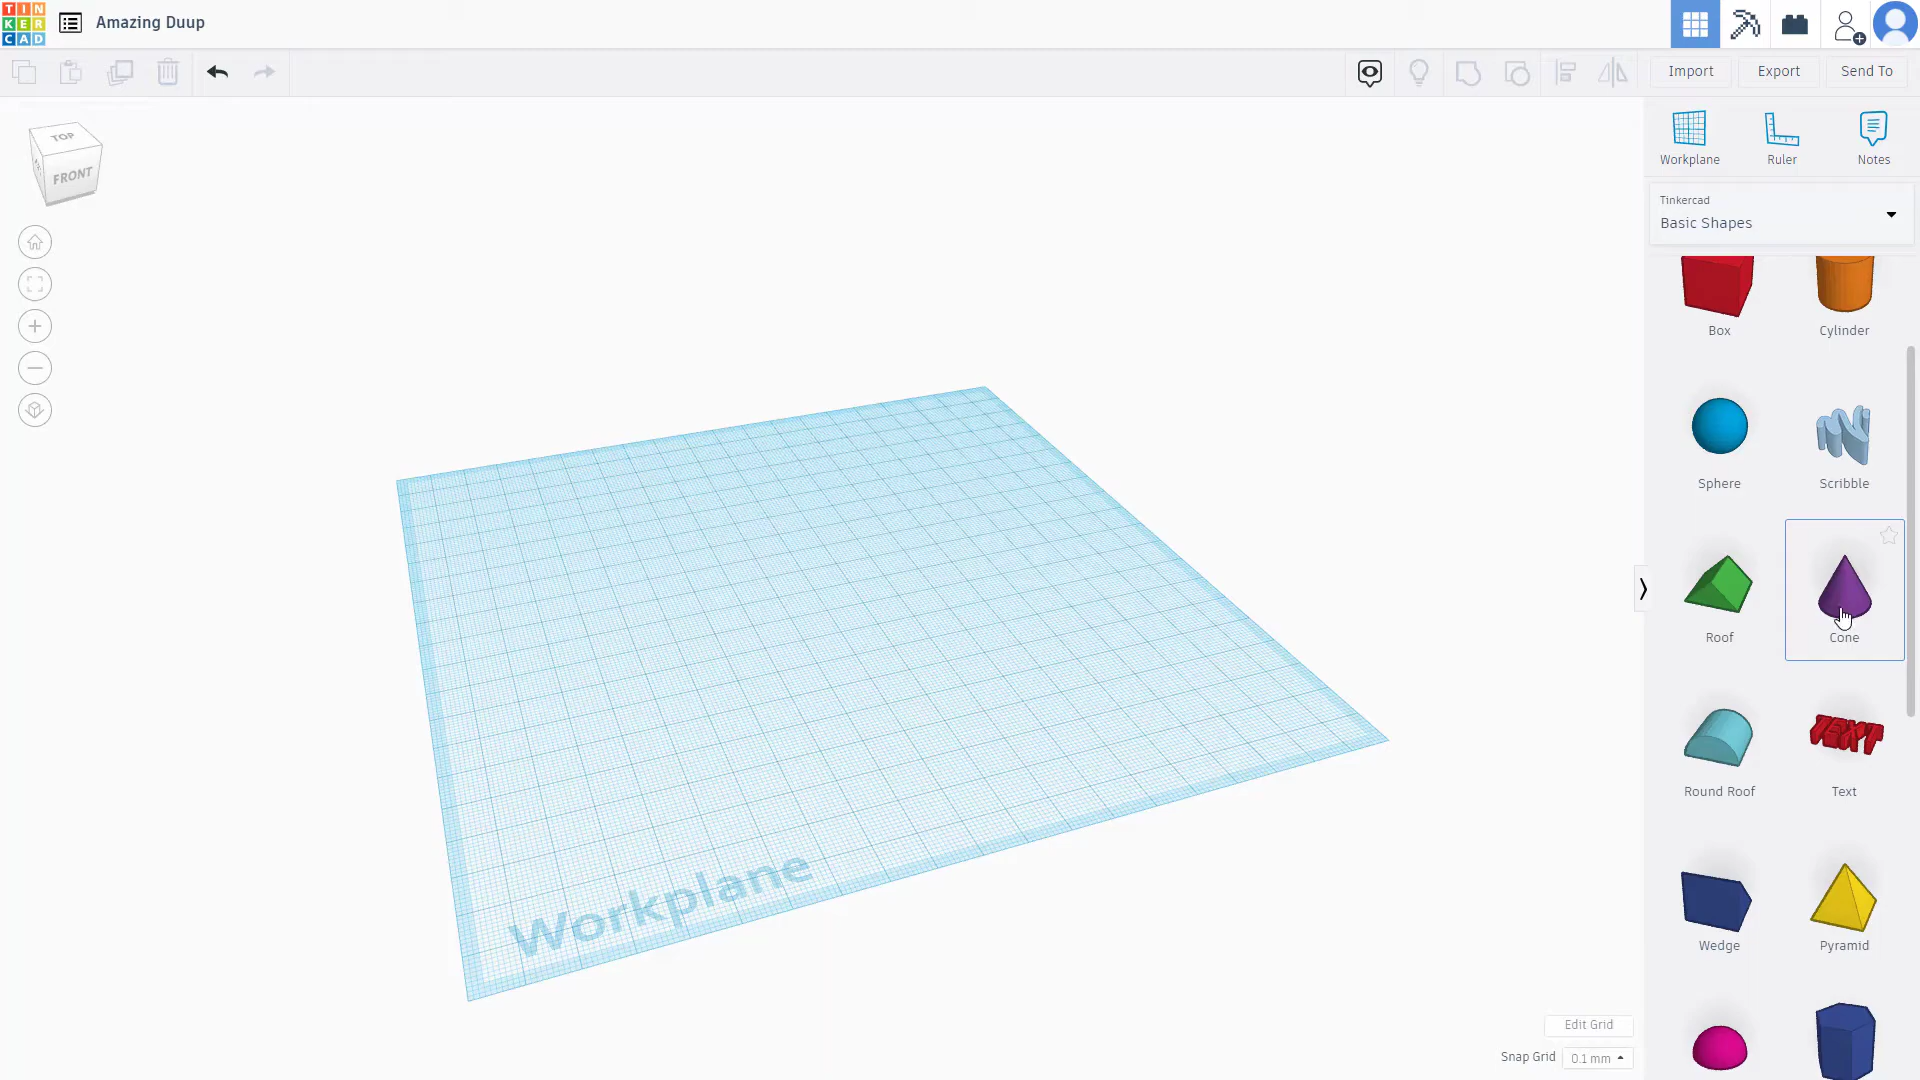 TIN
KER
CAD
Amazing Duup
Import
Export
Send To
TOP
FRONT
Workplane
Ruler
Notes
Tinkercad
Basic Shapes
Box
Cylinder
Sphere
Scribble
Roof
Cone
Round Roof
TEXT
Text
Wedge
Pyramid
Workplane
Edit Grid
Snap Grid
0.1 mm